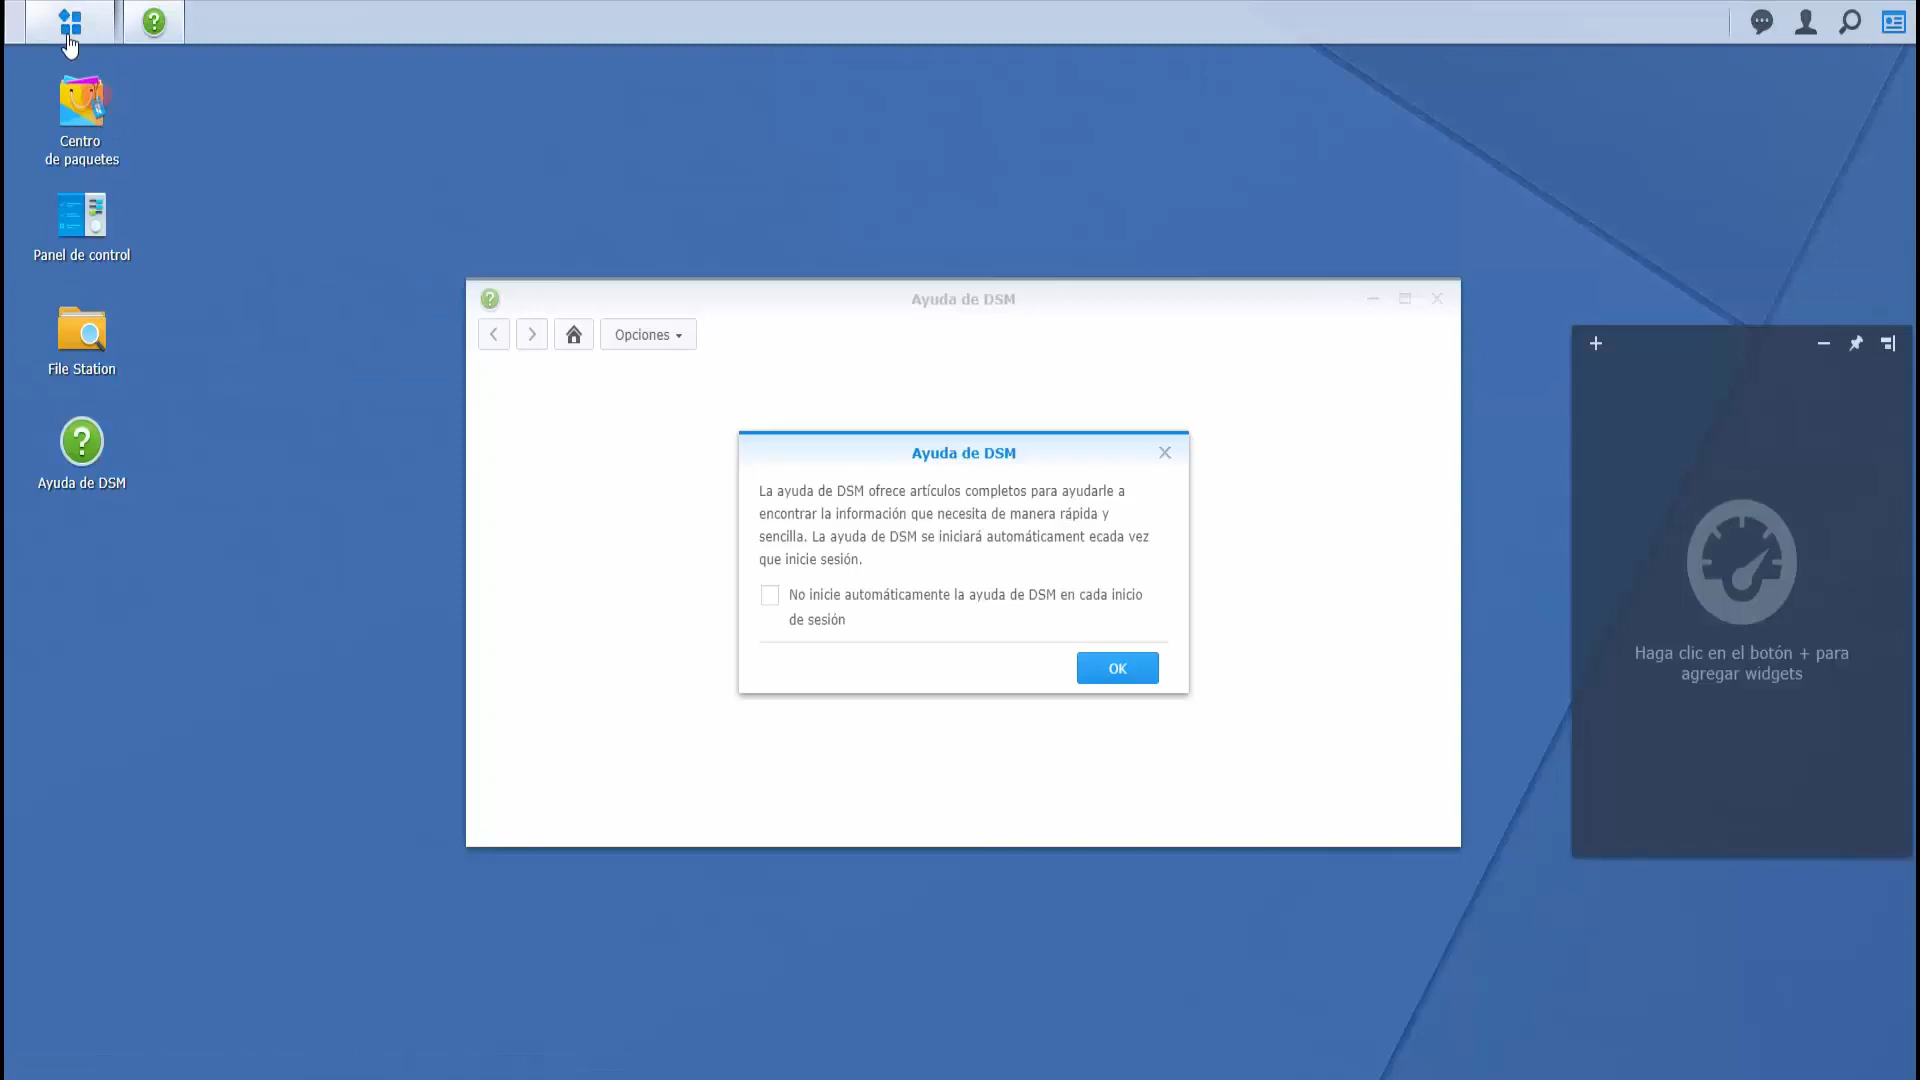 Centro
de paquetes
Panel de control
File Station
Ayuda de DSM
Ayuda de DSM
Opciones
Ayuda de DSM
La ayuda de DSM ofrece artículos completos para ayudarle a
encontrar la información que necesita de manera rápida y
sencilla. La ayuda de DSM se iniciará automáticament ecada vez
que inicie sesión.
No inicie automáticamente la ayuda de DSM en cada inicio
de sesión
OK
Haga clic en el botón + para
agregar widgets